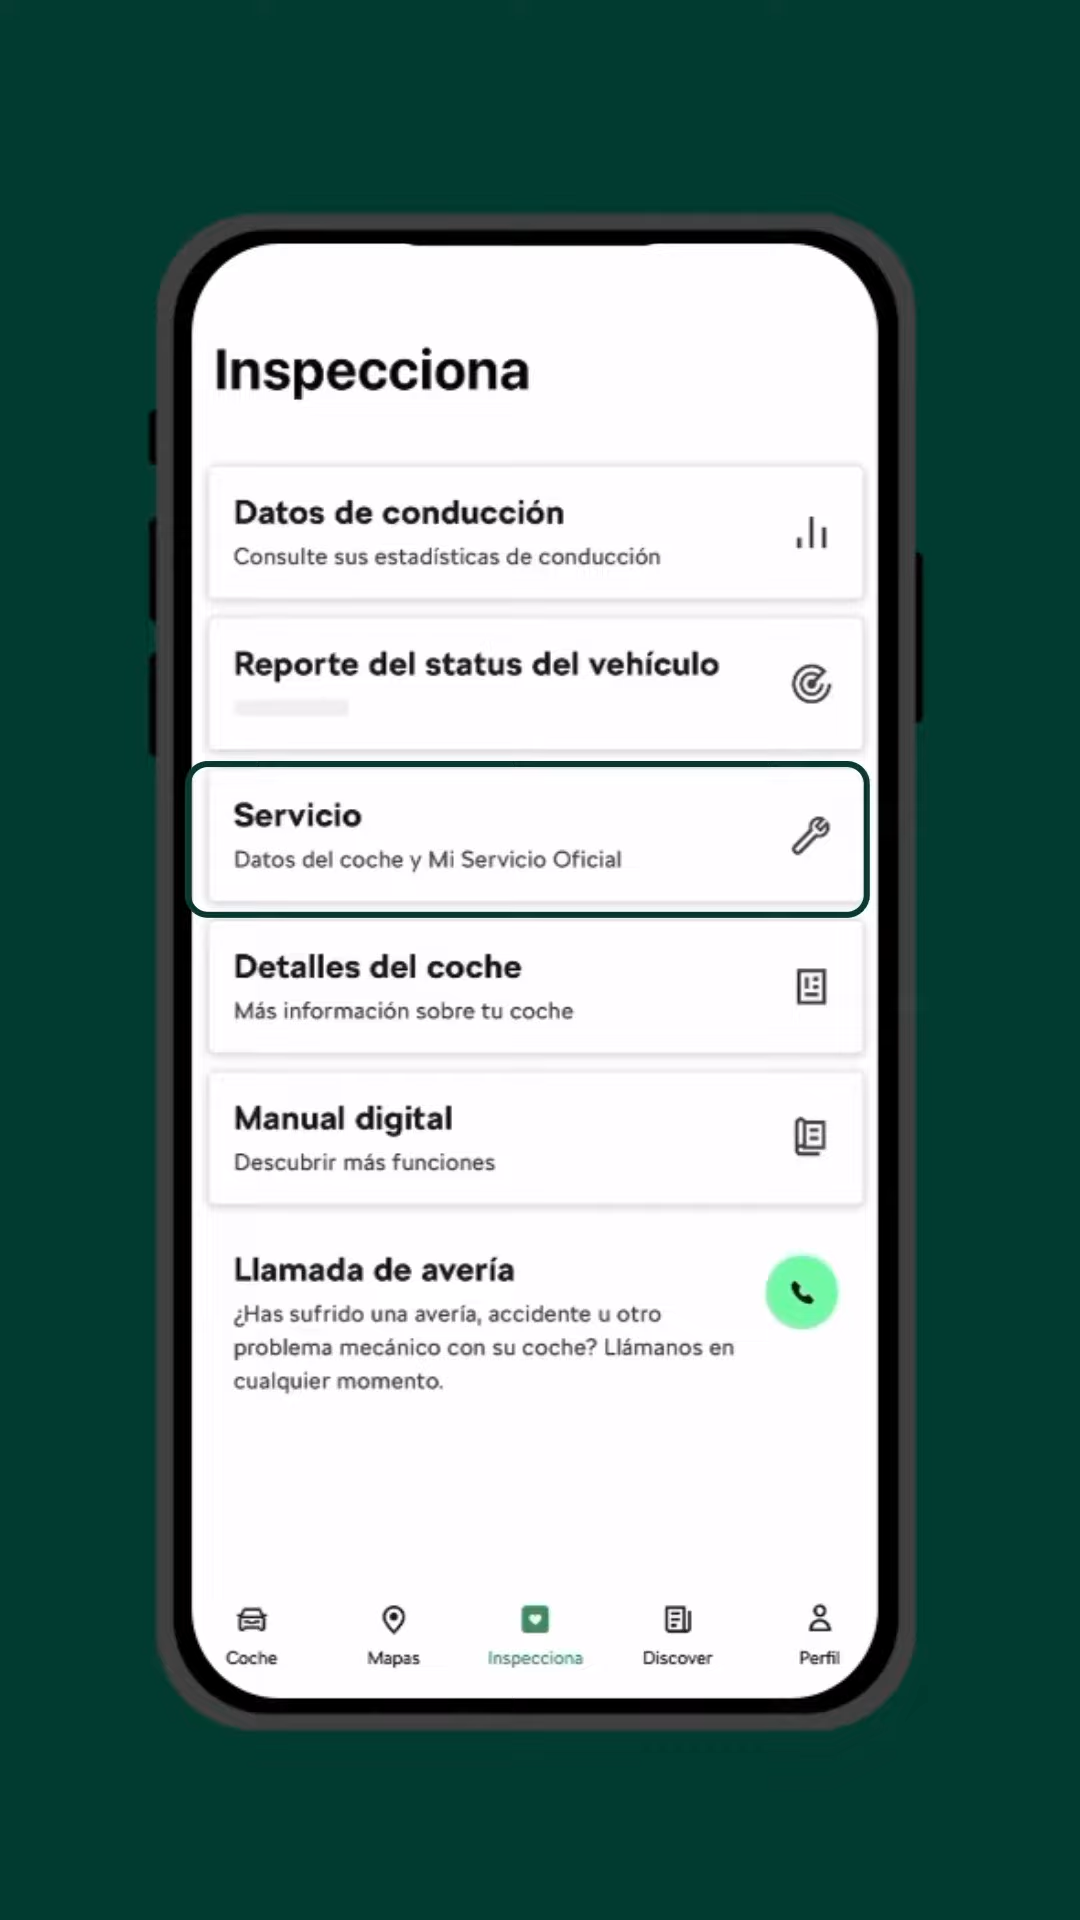 Inspecciona
Datos de conducción
Consulte sus estadísticas de conducción
Reporte del status del vehículo
Servicio
Datos del coche y Mi Servicio Oficial
Detalles del coche
Más información sobre tu coche
Manual digital
Descubrir más funciones
Llamada de avería
¿Has sufrido una avería, accidente u otro
problema mecánico con su coche? Llámanos en
cualquier momento.
Coche
Mapas
Inspecciona
Discover
Perfil